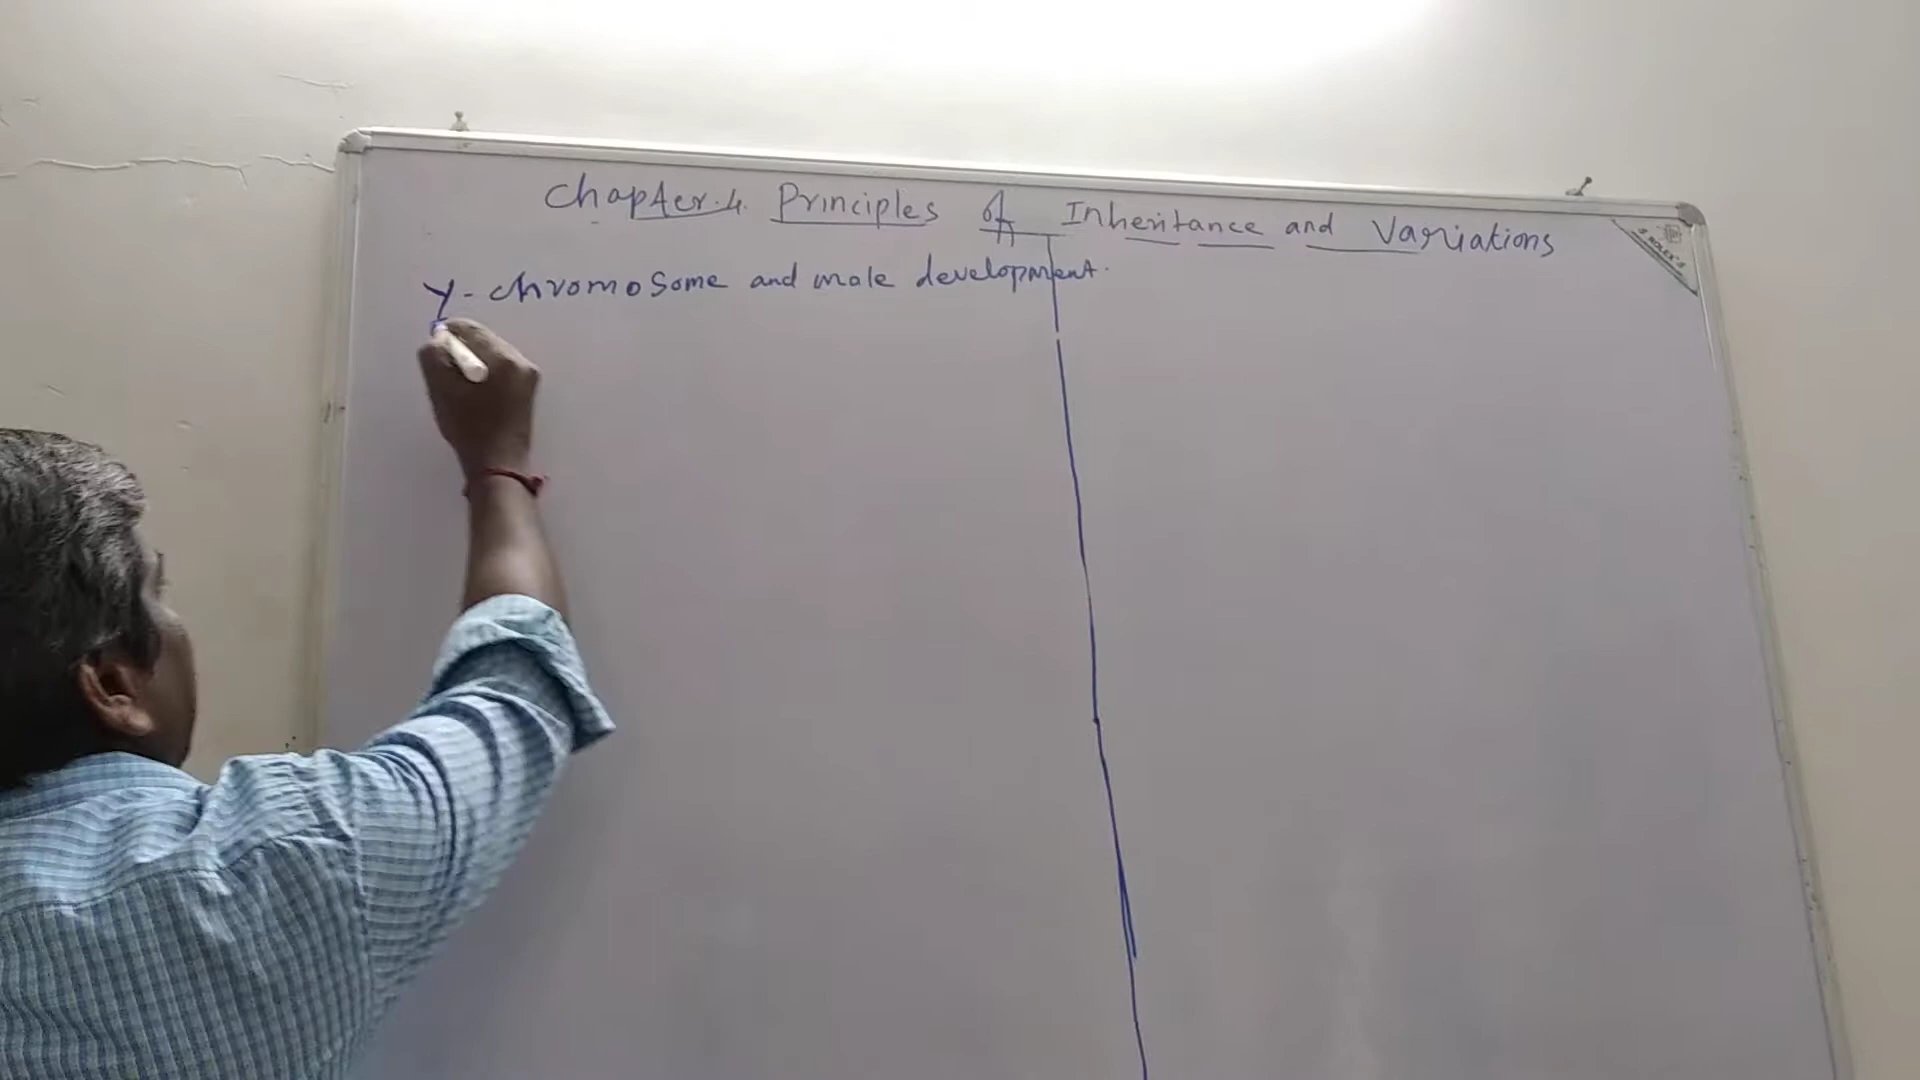 Chapter.4. Principles of Inheritance and Variations
Y-chromosome and male development.